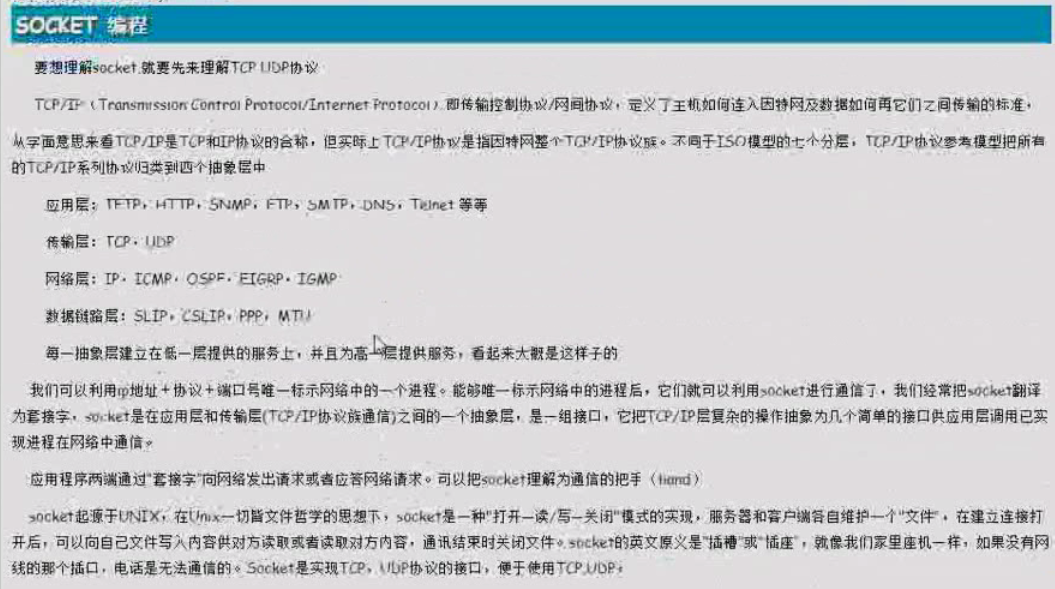 SOCKET 编程
要想理解socket,就要先来理解TCP UDP协议
TCP/IP (Transmission Control Protocol/Internet Protocol) 即传输控制协议/网间协议,定义了主机如何连入因特网及数据如何再它们之间传输的标准,
从字面意思来看TCP/IP是TCP和IP协议的合称,但实际上TCP/IP协议是指因特网整个TCP/IP协议族。不同于ISO模型的七个分层,TCP/IP协议参考模型把所有
的TCP/IP系列协议归类到四个抽象层中
应用层:TFTP,HTTP,SNMP,FTP,SMTP,DNS,Telnet 等等
传输层:TCP,UDP
网络层:IP,ICMP,OSPF,EIGRP,IGMP
数据链路层:SLIP,CSLIP,PPP,MTU
每一抽象层建立在低一层提供的服务上,并且为高一层提供服务,看起来大概是这样子的
我们可以利用ip地址+协议+端口号唯一标示网络中的一个进程。能够唯一标示网络中的进程后,它们就可以利用socket进行通信了,我们经常把socket翻译
为套接字,socket是在应用层和传输层(TCP/IP协议族通信)之间的一个抽象层,是一组接口,它把TCP/IP层复杂的操作抽象为几个简单的接口供应用层调用已实
现进程在网络中通信。
应用程序两端通过"套接字"向网络发出请求或者应答网络请求。可以把socket理解为通信的把手(hand)
socket起源于UNIX,在Unix一切皆文件哲学的思想下,socket是一种"打开—读/写—关闭"模式的实现,服务器和客户端各自维护一个"文件",在建立连接打
开后,可以向自己文件写入内容供对方读取或者读取对方内容,通讯结束时关闭文件。socket的英文原义是"插槽"或"插座",就像我们家里座机一样,如果没有网
线的那个插口,电话是无法通信的。Socket是实现TCP,UDP协议的接口,便于使用TCP,UDP。